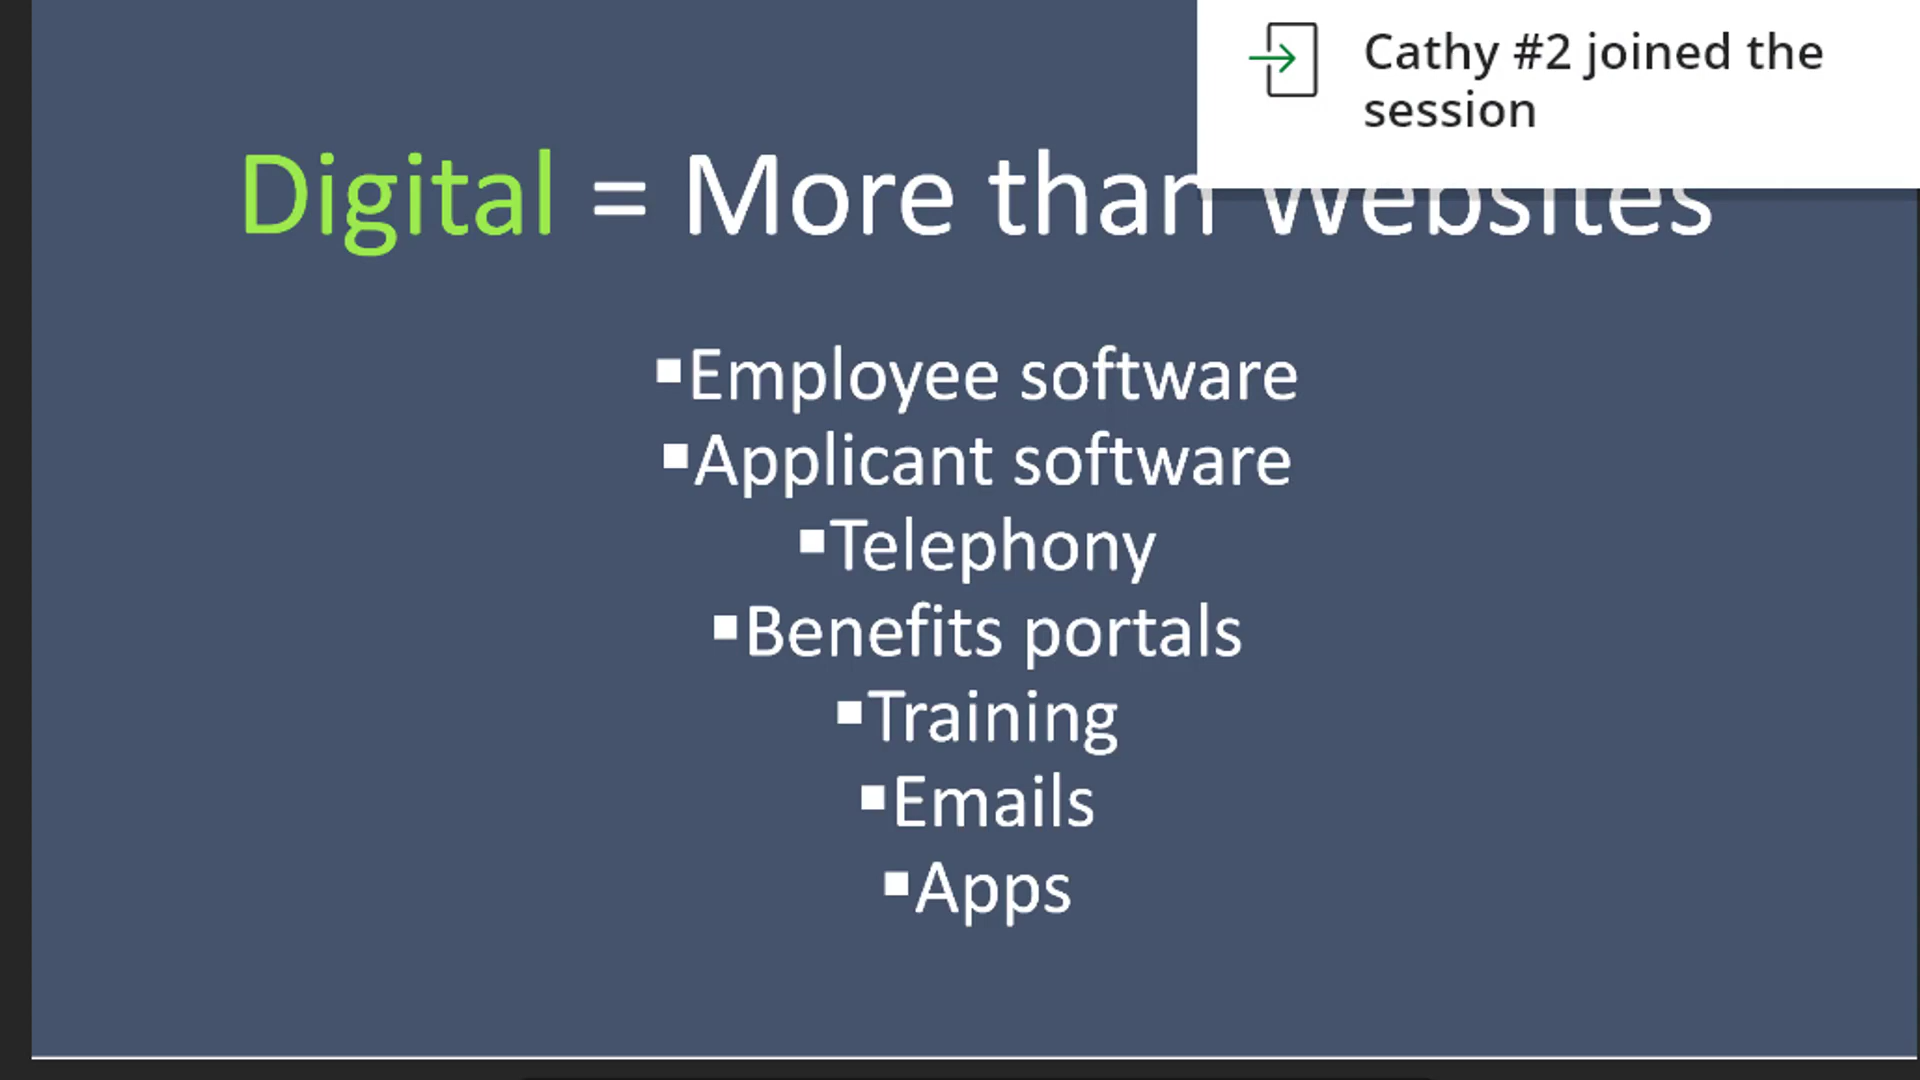 Cathy #2 joined the
session
Digital = More than Websites
▪Employee software
▪Applicant software
▪Telephony
▪Benefits portals
▪Training
▪Emails
▪Apps